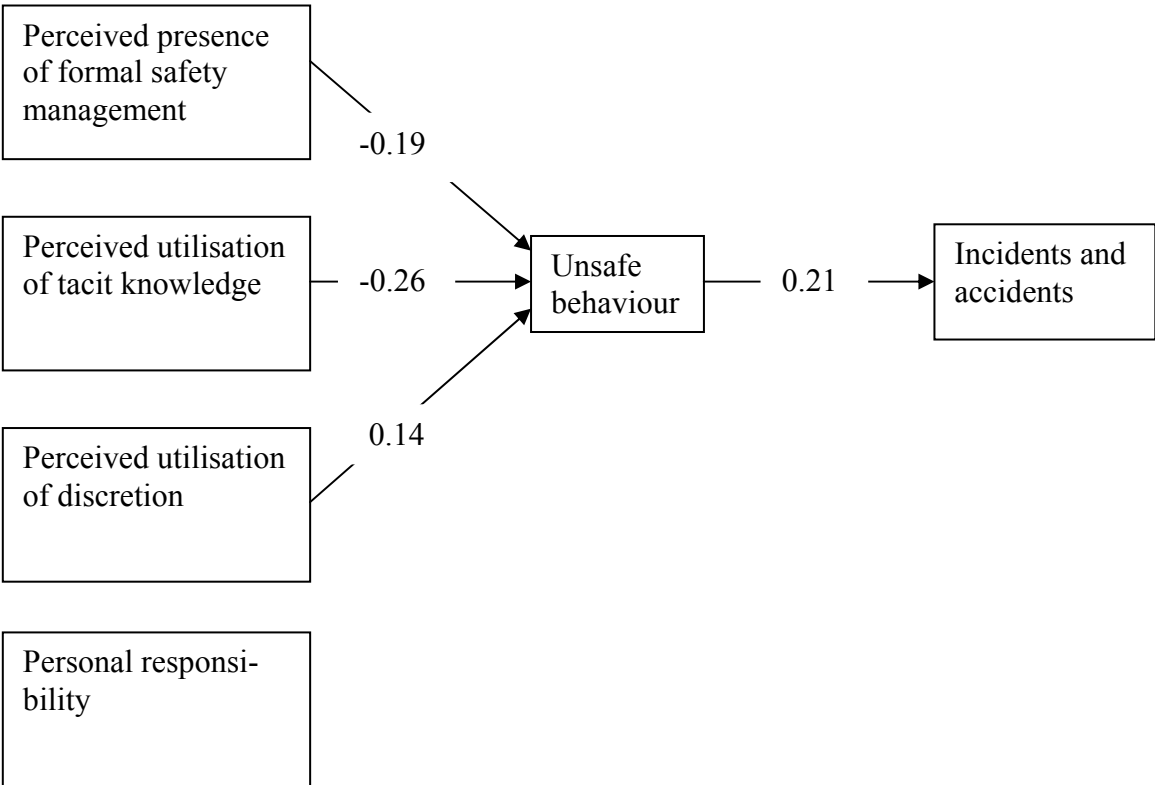 Perceived presence
of formal safety
management
-0.19
Perceived utilisation
of tacit knowledge
-0.26
Unsafe
behaviour
0.21
Incidents and
accidents
0.14
Perceived utilisation
of discretion
Personal responsi-
bility